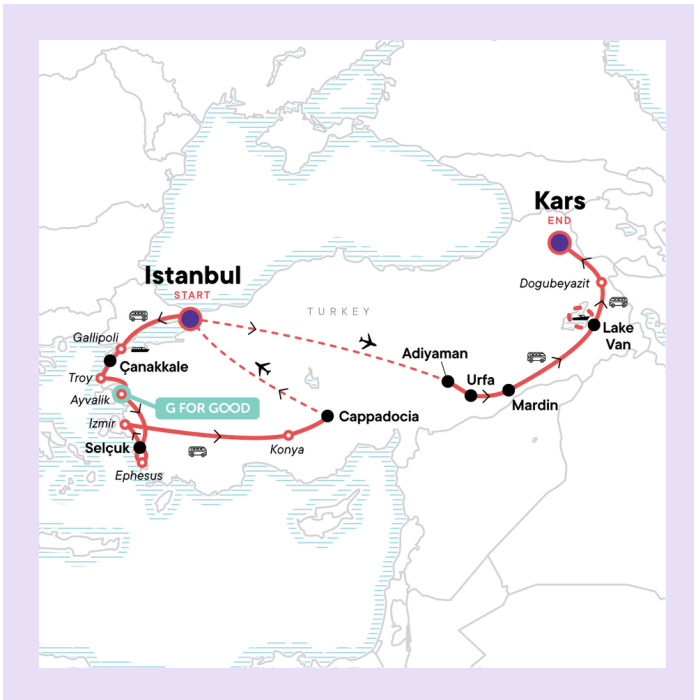 Kars
END
Dogubeyazit
Istanbul
START
TURKEY
Gallipoli
Çanakkale
Lake
Van
Adiyaman
Troy
Urfa
Ayvalik
G FOR GOOD
Mardin
Cappadocia
Izmir
Selçuk
Konya
Ephesus